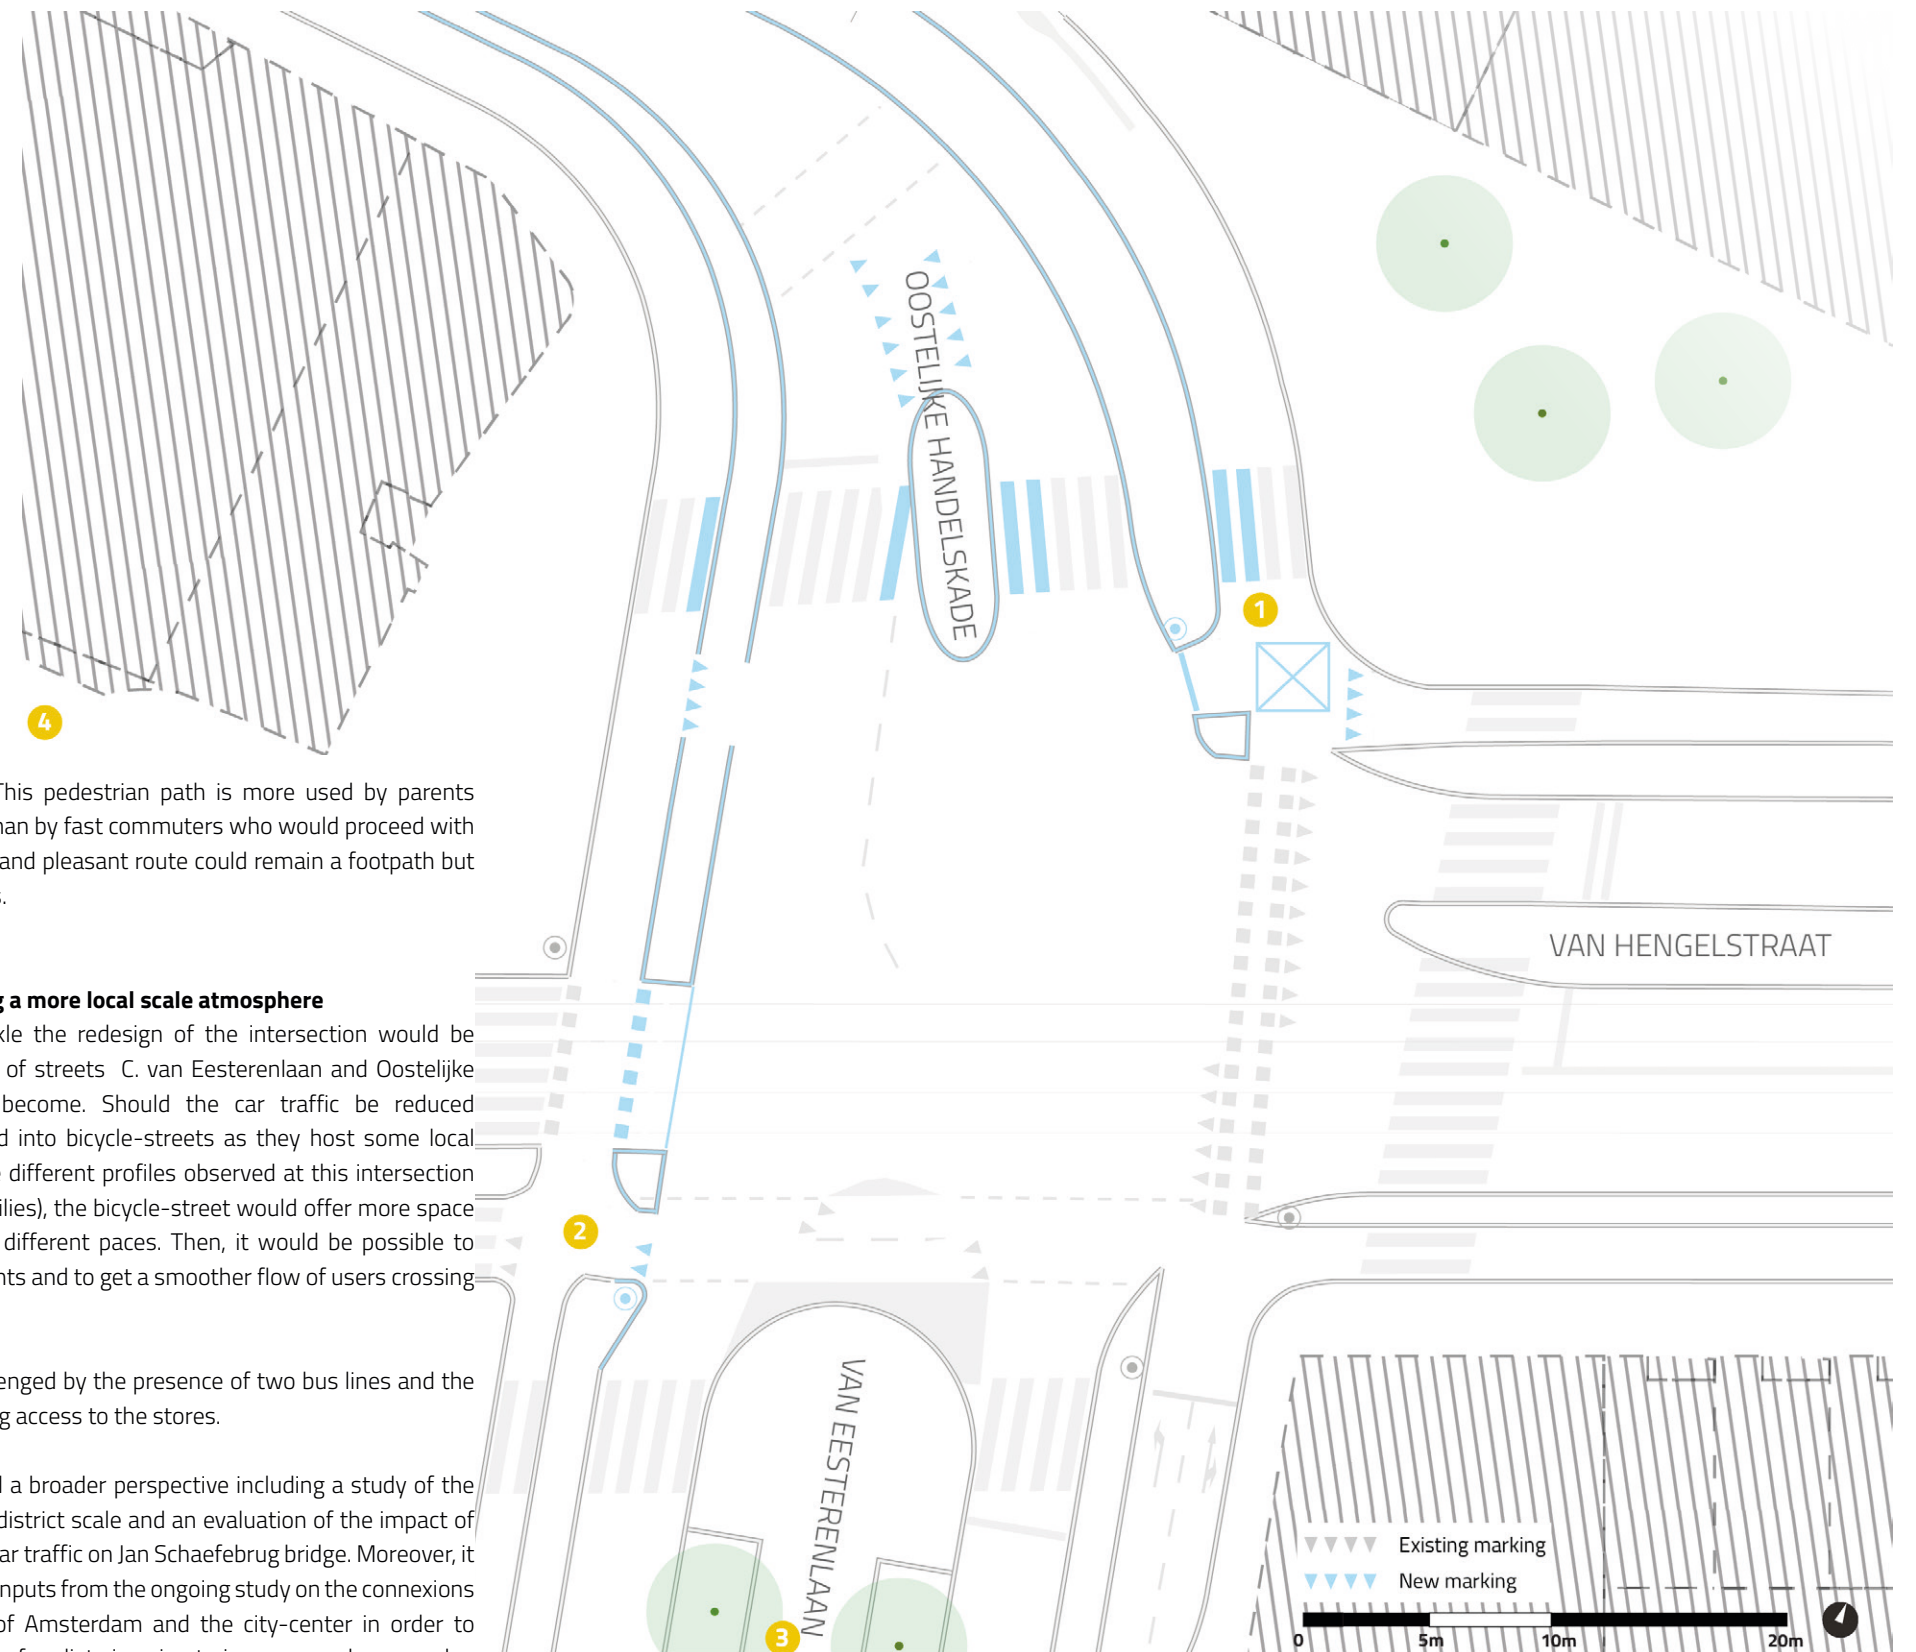 This pedestrian path is more used by parents
by fast commuters who would proceed with
and pleasant route could remain a footpath but
a more local scale atmosphere
the redesign of the intersection would be
of streets C. van Eesterenlaan and Oostelijke
become. Should the car traffic be reduced
into bicycle-streets as they host some local
different profiles observed at this intersection
the bicycle-street would offer more space
different paces. Then, it would be possible to
and to get a smoother flow of users crossing
by the presence of two bus lines and the
access to the stores.
a broader perspective including a study of the
district scale and an evaluation of the impact of
car traffic on Jan Schaefebrug bridge. Moreover, it
inputs from the ongoing study on the connexions
of Amsterdam and the city-center in order to
OOSTELIJKE HANDELSKADE
VAN HENGELSTRAAT
VAN EESTERENLAAN
1
2
3
4
Existing marking
New marking
0 5m 10m 20m